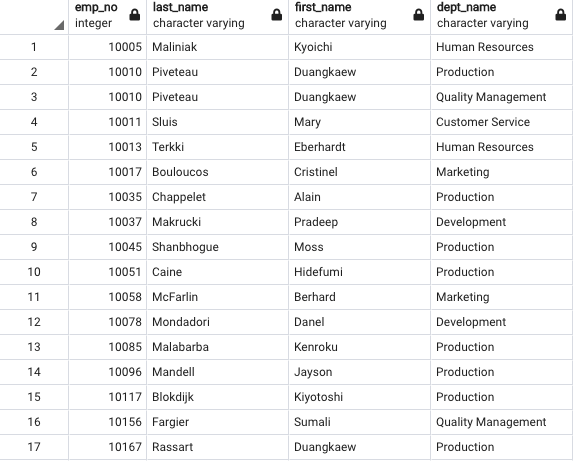 emp_no last_name first_name dept_name
integer character varying character varying character varying
1 10005 Maliniak Kyoichi Human Resources
2 10010 Piveteau Duangkaew Production
3 10010 Piveteau Duangkaew Quality Management
4 10011 Sluis Mary Customer Service
5 10013 Terkki Eberhardt Human Resources
6 10017 Bouloucos Cristinel Marketing
7 10035 Chappelet Alain Production
8 10037 Makrucki Pradeep Development
9 10045 Shanbhogue Moss Production
10 10051 Caine Hidefumi Production
11 10058 McFarlin Berhard Marketing
12 10078 Mondadori Danel Development
13 10085 Malabarba Kenroku Production
14 10096 Mandell Jayson Production
15 10117 Blokdijk Kiyotoshi Production
16 10156 Fargier Sumali Quality Management
17 10167 Rassart Duangkaew Production